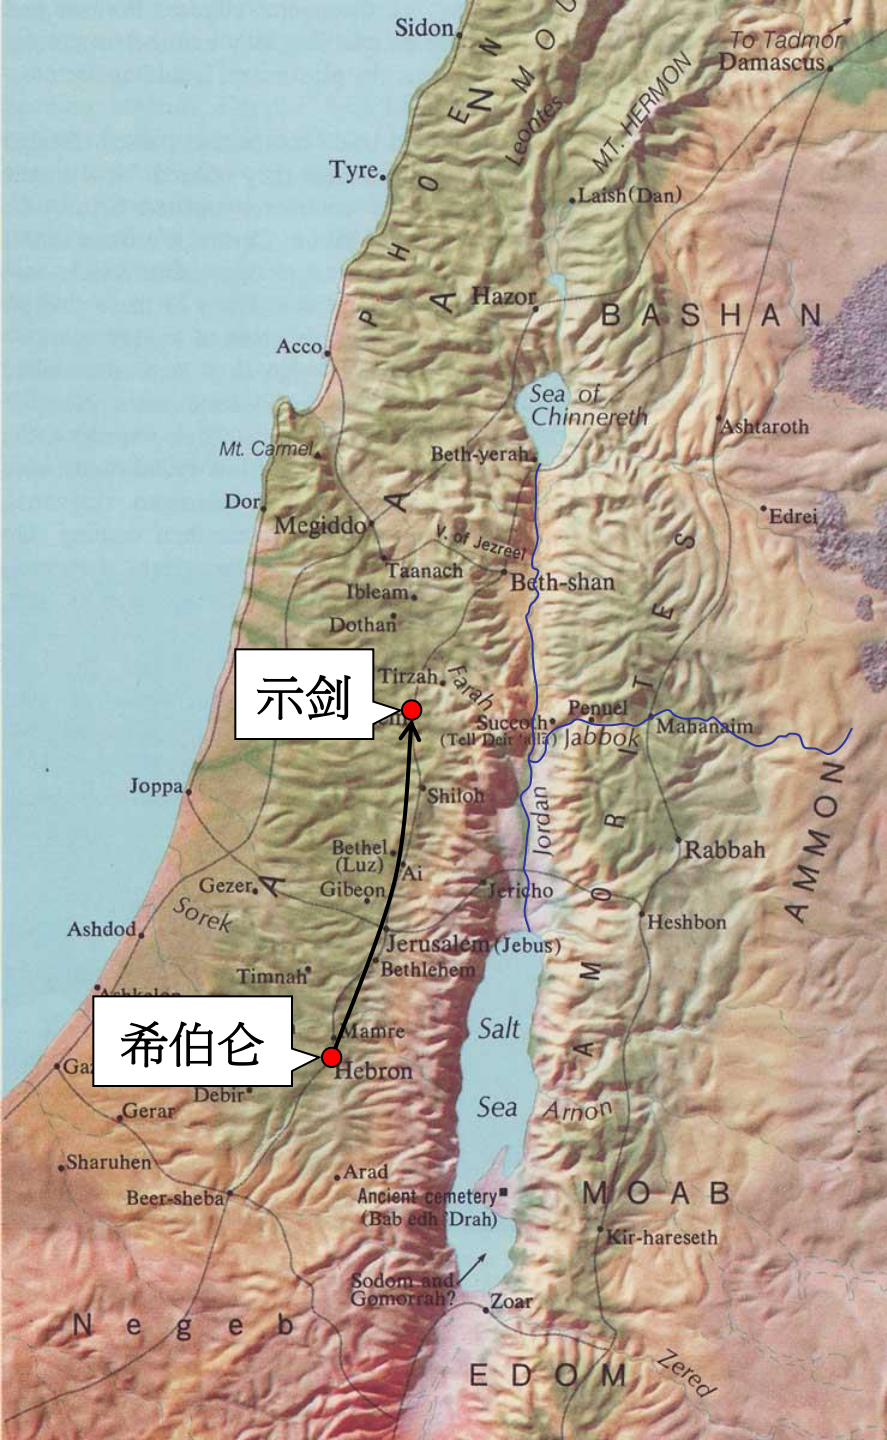 Sidon
To Tadmor
Damascus
PHOEN
MOU
Leontes
MT. HERMON
Tyre
Laish(Dan)
Hazor
BASHAN
Acco
Sea of
Chinnereth
Ashtaroth
Mt. Carmel
Beth-yerah
Dor
Megiddo
Edrei
V. of Jezreel
Taanach
Beth-shan
Ibleam
Dothan
示剑
Tirzah
Farah
Penuel
Succoth
(Tell Deir 'alla)
Jabbok
Mahanaim
Joppa
Shiloh
Jordan
AMMON
Bethel
(Luz)
Ai
Rabbah
Gezer
Gibeon
Jericho
Sorek
Heshbon
Ashdod
Jerusalem (Jebus)
Bethlehem
Timnah
AMORITES
Ashkelon
希伯仑
Mamre
Salt
Hebron
Debir
Sea
Arnon
Gerar
Sharuhen
Arad
Beer-sheba
Ancient cemetery
(Bab edh 'Drah)
MOAB
Kir-hareseth
Sodom and
Gomorrah?
Zoar
Negeb
EDOM
Zered